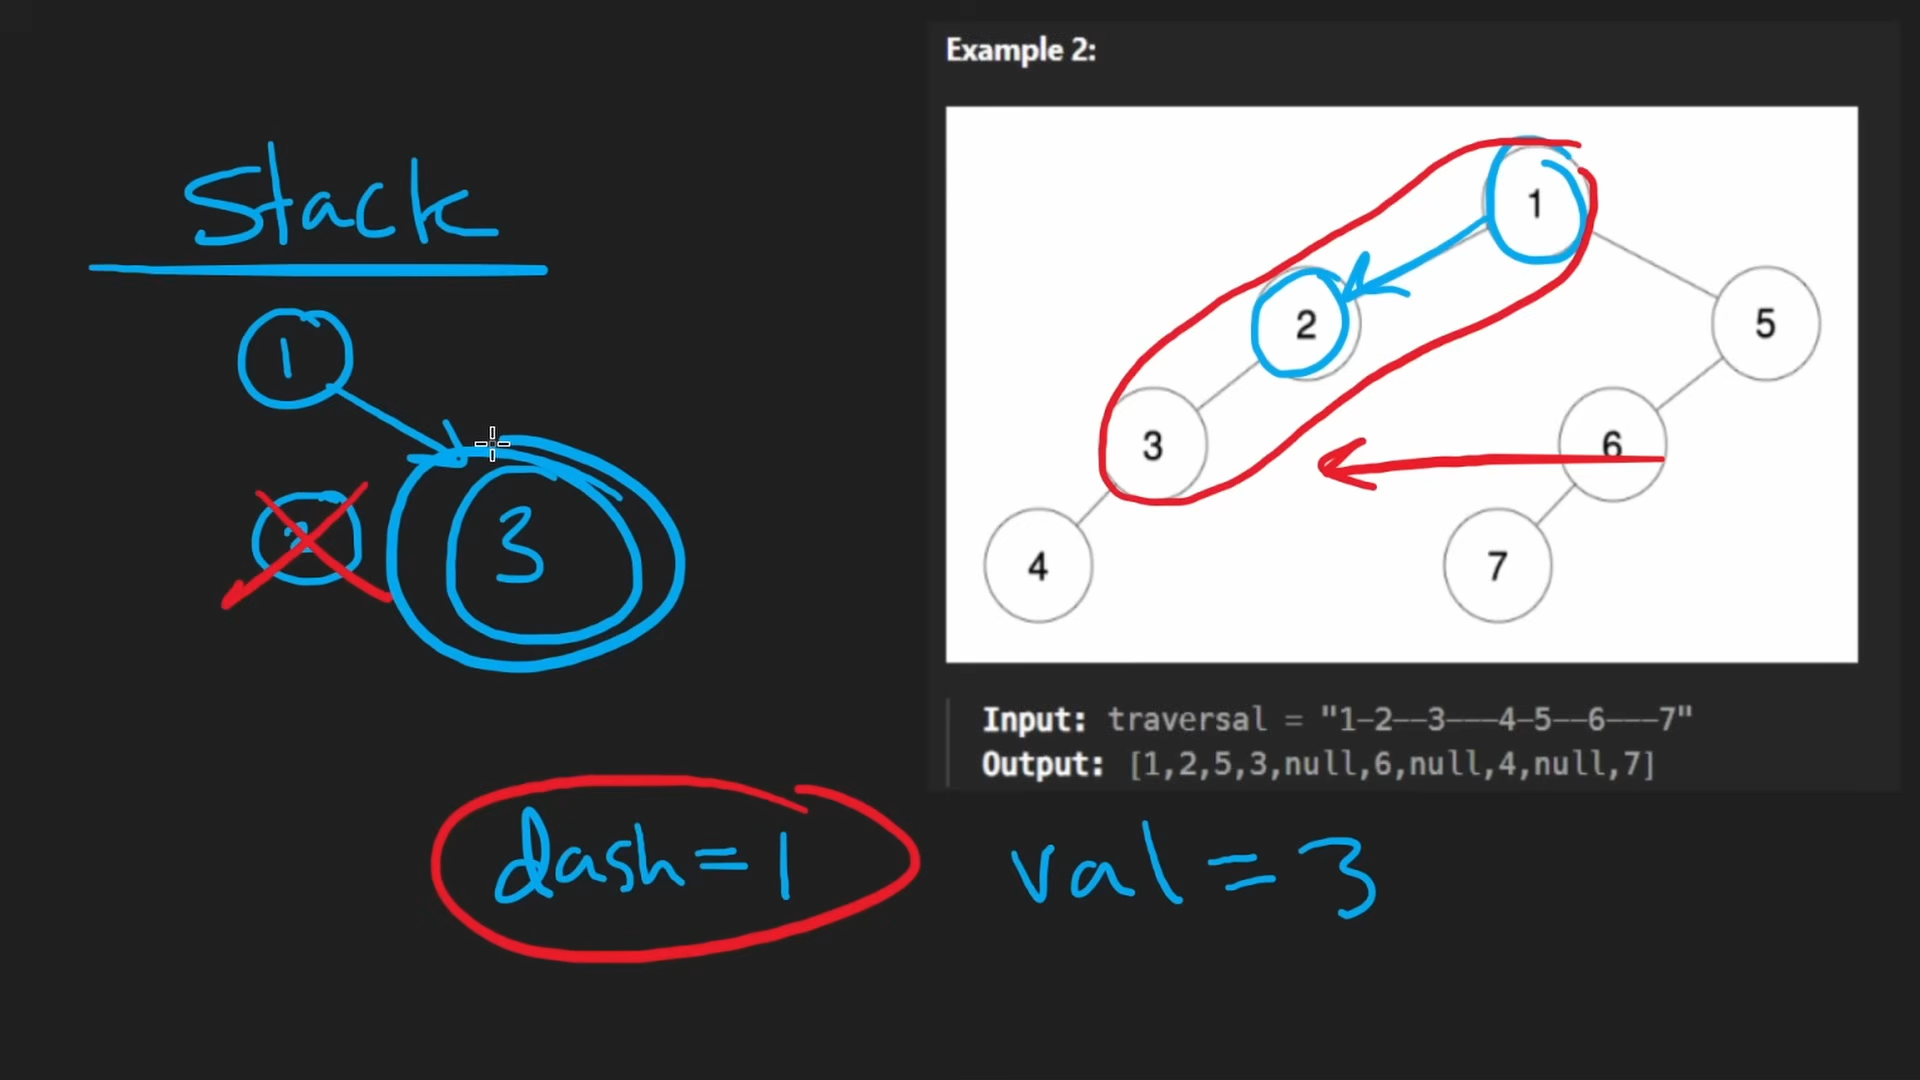 Stack
1
2
3
dash=1
val=3
Example 2:
1
2
5
3
6
4
7
Input: traversal = "1-2--3---4-5--6---7"
Output: [1,2,5,3,null,6,null,4,null,7]